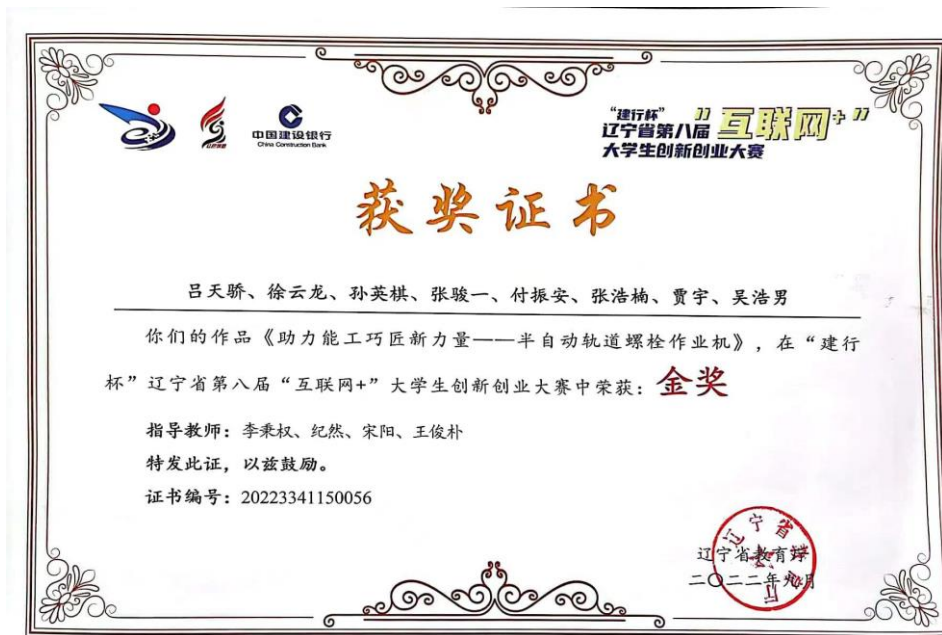 中国建设银行
China Construction Bank
“建行杯”
辽宁省第八届“互联网+”
大学生创新创业大赛
获奖证书
吕天骄、徐云龙、孙英棋、张骏一、付振安、张浩楠、贾宇、吴浩男
你们的作品《助力能工巧匠新力量——半自动轨道螺栓作业机》，在“建行
杯”辽宁省第八届“互联网+”大学生创新创业大赛中荣获：金奖
指导教师：李秉权、纪然、宋阳、王俊朴
特发此证，以兹鼓励。
证书编号：20223341150056
辽宁省教育厅
二〇二二年九月